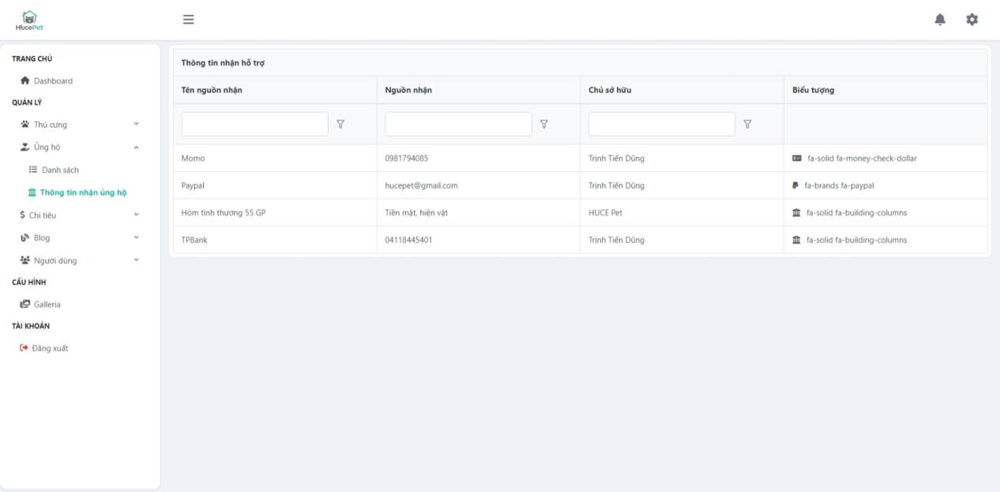 HucePet
TRANG CHỦ
Dashboard
QUẢN LÝ
Thú cưng
Ủng hộ
Danh sách
Thông tin nhận ủng hộ
Chi tiêu
Blog
Người dùng
CẤU HÌNH
Galleria
TÀI KHOẢN
Đăng xuất
Thông tin nhận hỗ trợ
Tên nguồn nhận Nguồn nhận Chủ sở hữu Biểu tượng
Momo 0981794085 Trịnh Tiến Dũng fa-solid fa-money-check-dollar
Paypal hucepet@gmail.com Trịnh Tiến Dũng fa-brands fa-paypal
Hòm tình thương 55 GP Tiền mặt, hiện vật HUCE Pet fa-solid fa-building-columns
TPBank 04118445401 Trịnh Tiến Dũng fa-solid fa-building-columns